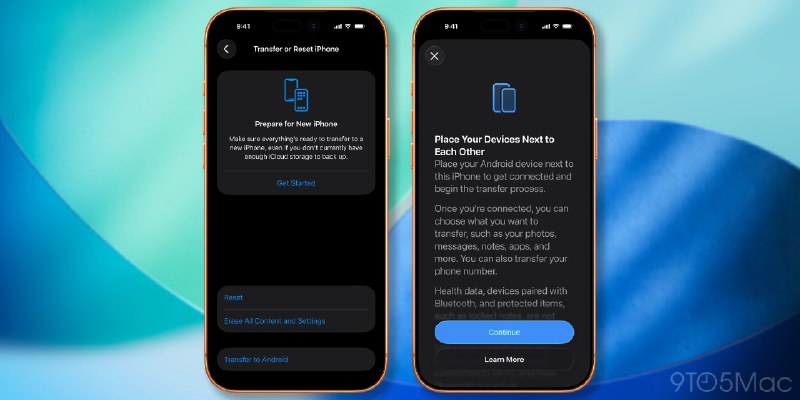 9:41
Transfer or Reset iPhone
Prepare for New iPhone
Make sure everything's ready to transfer to a
new iPhone, even if you don't currently have
enough iCloud storage to back up.
Get Started
Reset
Erase All Content and Settings
Transfer to Android
9:41
Place Your Devices Next to
Each Other
Place your Android device next to
this iPhone to get connected and
begin the transfer process.
Once you're connected, you can
choose what you want to
transfer, such as your photos,
messages, notes, apps, and
more. You can also transfer your
phone number.
Health data, devices paired with
Bluetooth, and protected items,
such as locked notes, are not
Continue
Learn More
9TO5Mac